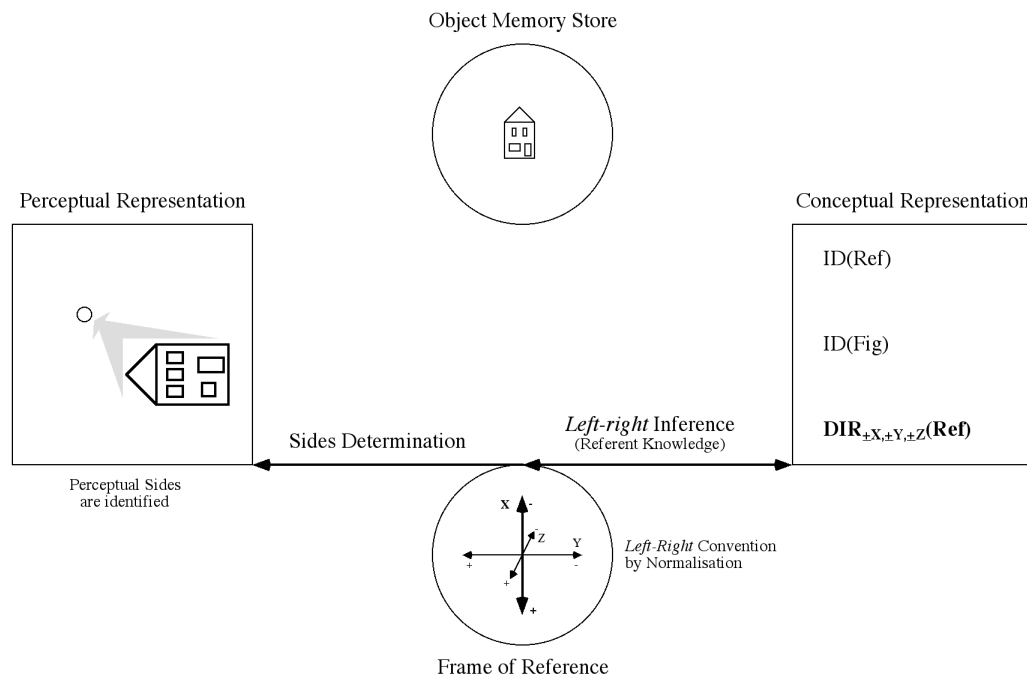 Object Memory Store
Perceptual Representation
Conceptual Representation
ID(Ref)
ID(Fig)
DIR±X,±Y,±Z(Ref)
Left-right Inference
(Referent Knowledge)
Sides Determination
Perceptual Sides
are identified
X -
- Z
Y
+ -
+
+
Left-Right Convention
by Normalisation
Frame of Reference